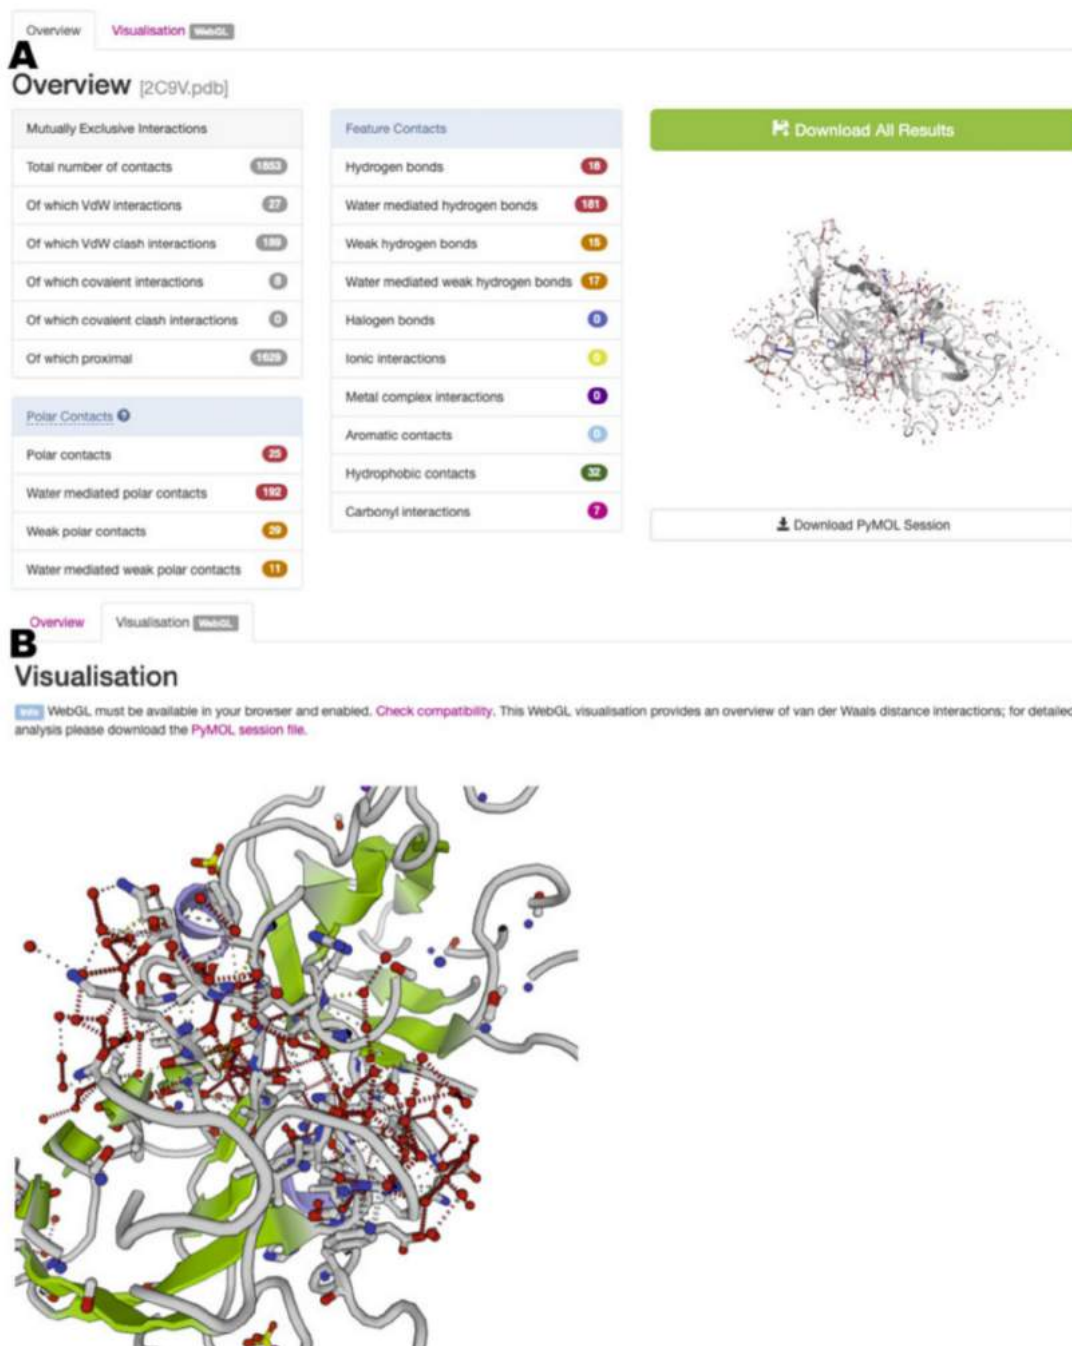 Overview Visualisation WebGL
A
Overview [2C9V.pdb]
Mutually Exclusive Interactions
Total number of contacts 1853
Of which VdW interactions 27
Of which VdW clash interactions
Of which covalent interactions
Of which covalent clash interactions 0
Of which proximal
Polar Contacts ?
Polar contacts 25
Water mediated polar contacts 192
Weak polar contacts 29
Water mediated weak polar contacts 11
Feature Contacts
Hydrogen bonds
Water mediated hydrogen bonds 181
Weak hydrogen bonds 15
Water mediated weak hydrogen bonds 17
Halogen bonds 0
Ionic interactions 0
Metal complex interactions 0
Aromatic contacts 0
Hydrophobic contacts 32
Carbonyl interactions 7
Download All Results
Download PyMOL Session
Overview Visualisation WebGL
B
Visualisation
Info WebGL must be available in your browser and enabled. Check compatibility. This WebGL visualisation provides an overview of van der Waals distance interactions; for detailed
analysis please download the PyMOL session file.